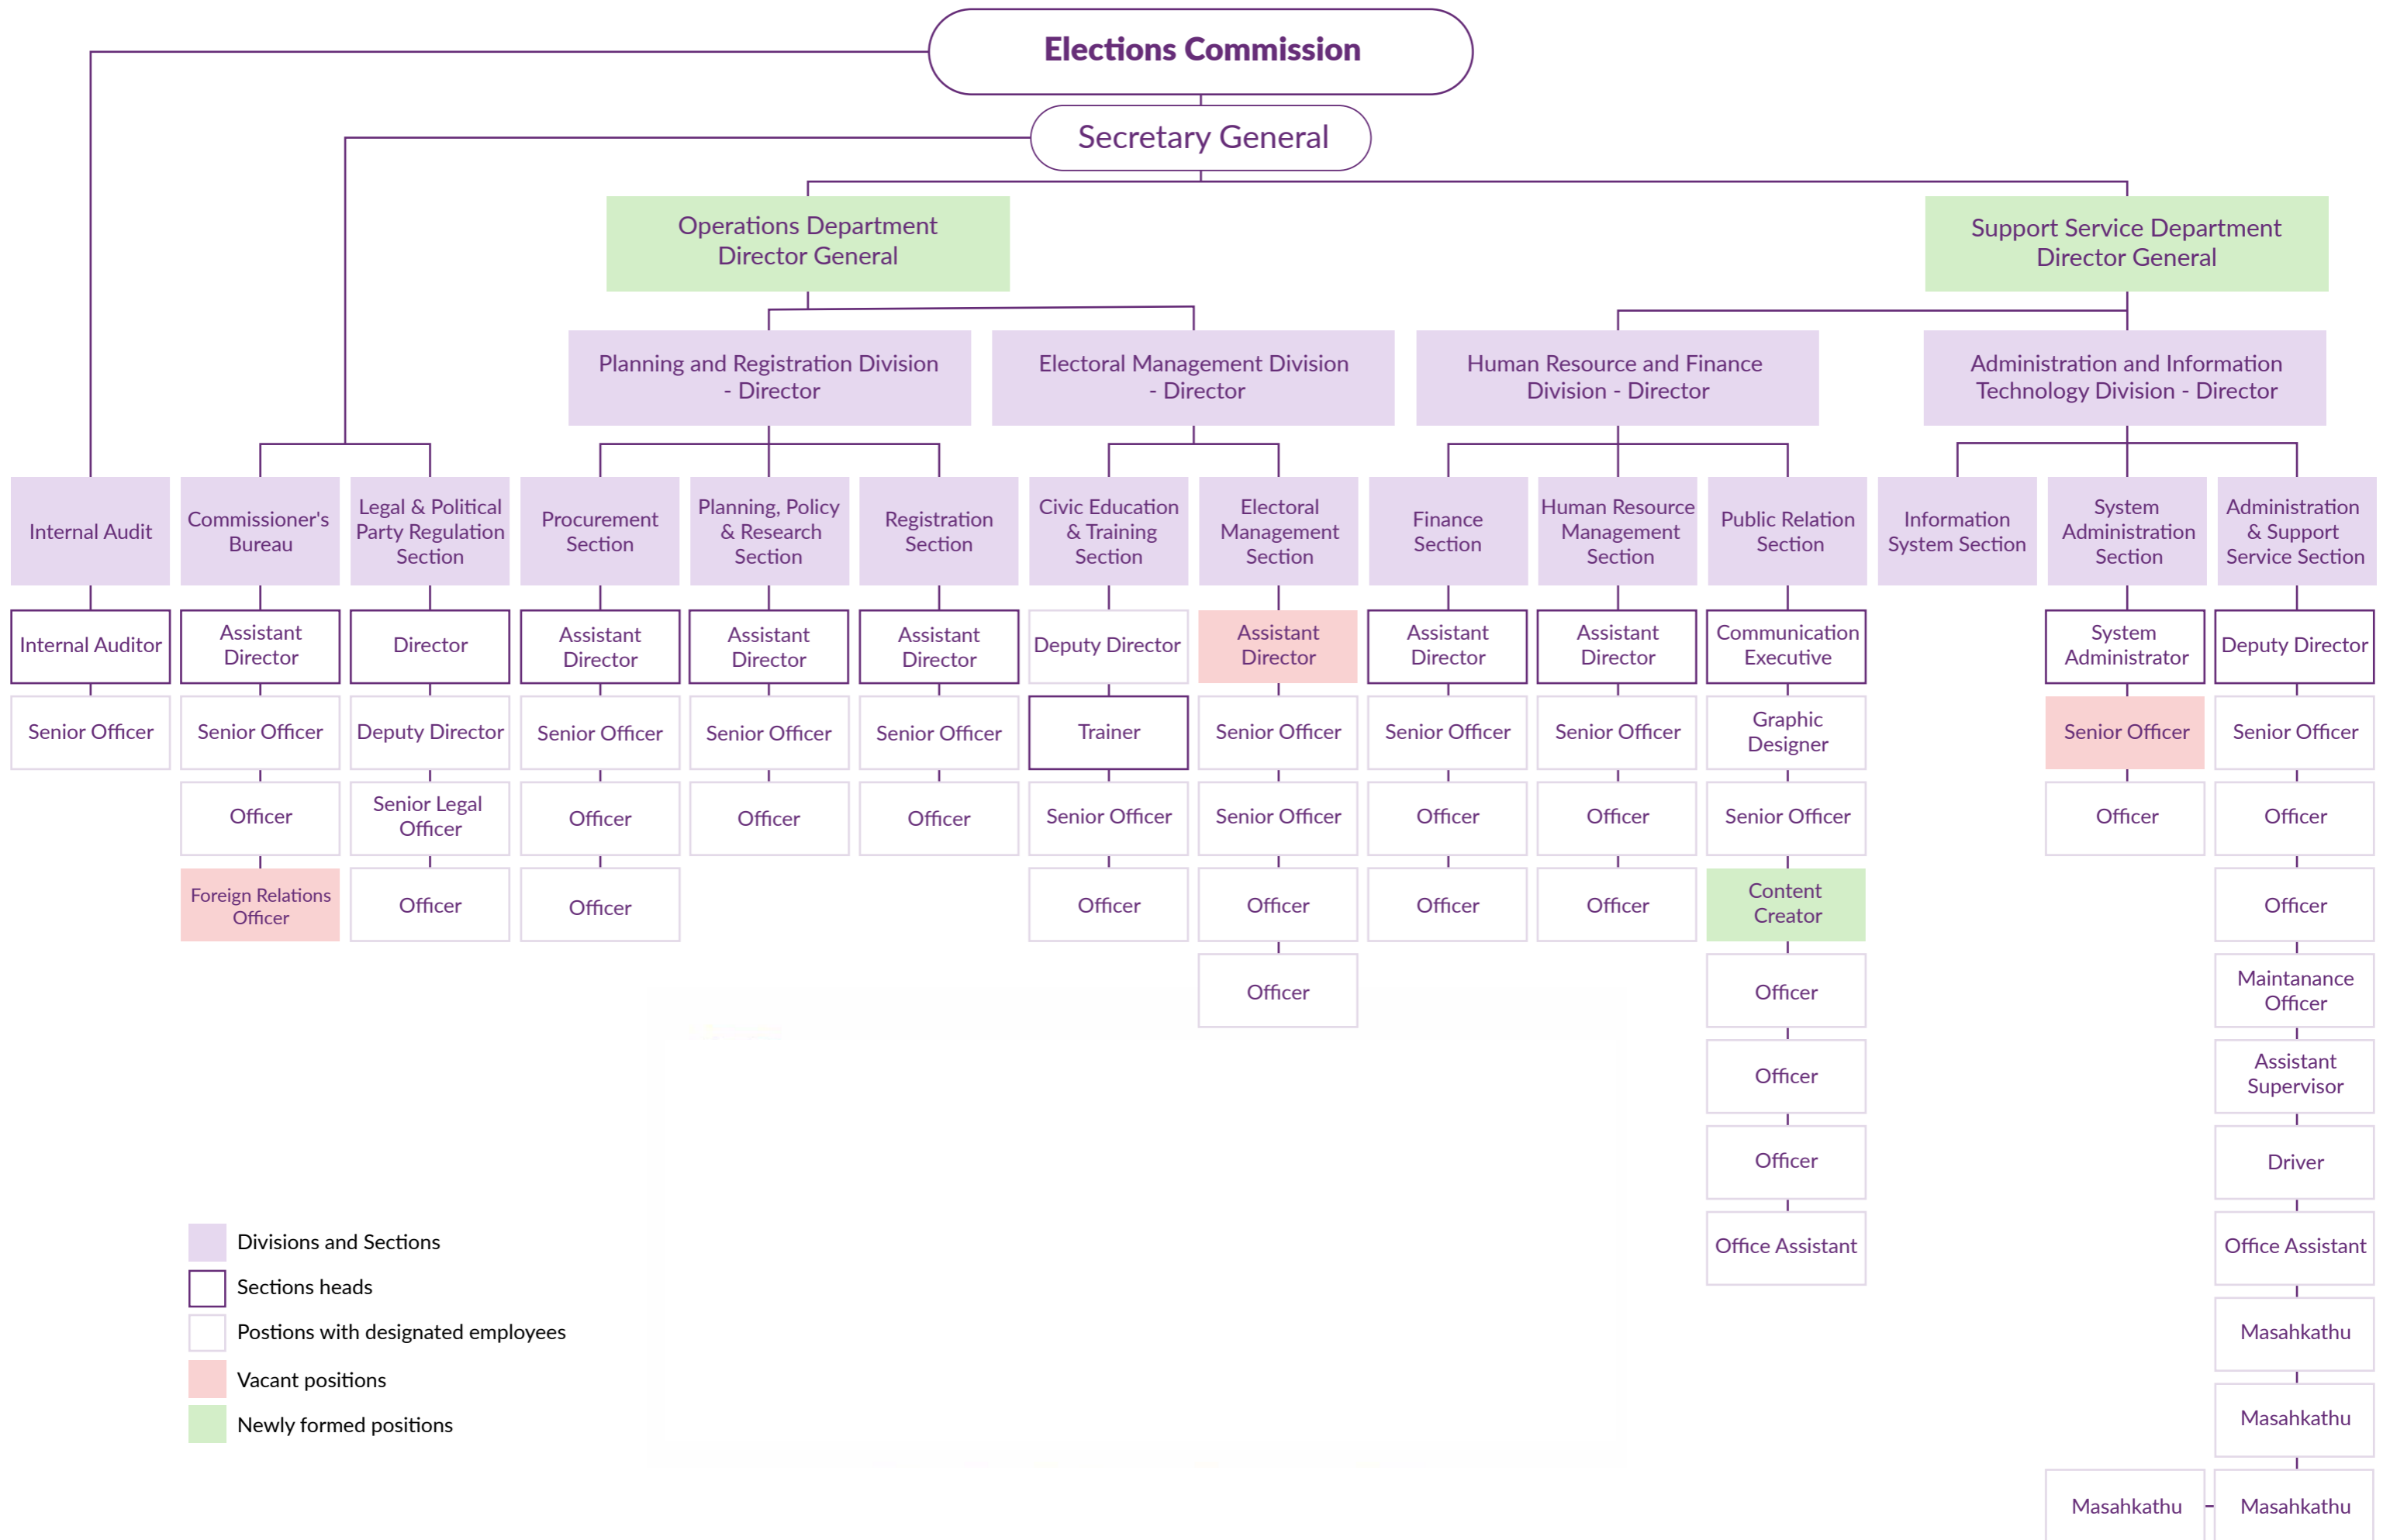 Elections Commission
Secretary General
Operations Department
Director General
Support Service Department
Director General
Planning and Registration Division
- Director
Electoral Management Division
- Director
Human Resource and Finance
Division - Director
Administration and Information
Technology Division - Director
Internal Audit
Commissioner's
Bureau
Legal & Political
Party Regulation
Section
Procurement
Section
Planning, Policy
& Research
Section
Registration
Section
Civic Education
& Training
Section
Electoral
Management
Section
Finance
Section
Human Resource
Management
Section
Public Relation
Section
Information
System Section
System
Administration
Section
Administration
& Support
Service Section
Internal Auditor
Assistant
Director
Director
Assistant
Director
Assistant
Director
Assistant
Director
Deputy Director
Assistant
Director
Assistant
Director
Assistant
Director
Communication
Executive
System
Administrator
Deputy Director
Senior Officer
Senior Officer
Deputy Director
Senior Officer
Senior Officer
Senior Officer
Trainer
Senior Officer
Senior Officer
Senior Officer
Graphic
Designer
Senior Officer
Senior Officer
Officer
Senior Legal
Officer
Officer
Officer
Officer
Senior Officer
Senior Officer
Officer
Officer
Senior Officer
Officer
Officer
Foreign Relations
Officer
Officer
Officer
Officer
Officer
Officer
Officer
Content
Creator
Officer
Officer
Officer
Maintanance
Officer
Officer
Assistant
Supervisor
Officer
Driver
Office Assistant
Office Assistant
Masahkathu
Masahkathu
Masahkathu
Masahkathu
Divisions and Sections
Sections heads
Postions with designated employees
Vacant positions
Newly formed positions